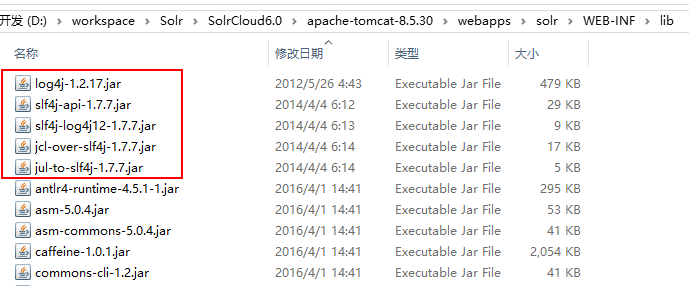 开发 (D:) › workspace › Solr › SolrCloud6.0 › apache-tomcat-8.5.30 › webapps › solr › WEB-INF › lib
名称 修改日期 类型 大小
log4j-1.2.17.jar 2012/5/26 4:43 Executable Jar File 479 KB
slf4j-api-1.7.7.jar 2014/4/4 6:12 Executable Jar File 29 KB
slf4j-log4j12-1.7.7.jar 2014/4/4 6:13 Executable Jar File 9 KB
jcl-over-slf4j-1.7.7.jar 2014/4/4 6:14 Executable Jar File 17 KB
jul-to-slf4j-1.7.7.jar 2014/4/4 6:14 Executable Jar File 5 KB
antlr4-runtime-4.5.1-1.jar 2016/4/1 14:41 Executable Jar File 295 KB
asm-5.0.4.jar 2016/4/1 14:41 Executable Jar File 53 KB
asm-commons-5.0.4.jar 2016/4/1 14:41 Executable Jar File 41 KB
caffeine-1.0.1.jar 2016/4/1 14:41 Executable Jar File 2,054 KB
commons-cli-1.2.jar 2016/4/1 14:41 Executable Jar File 41 KB